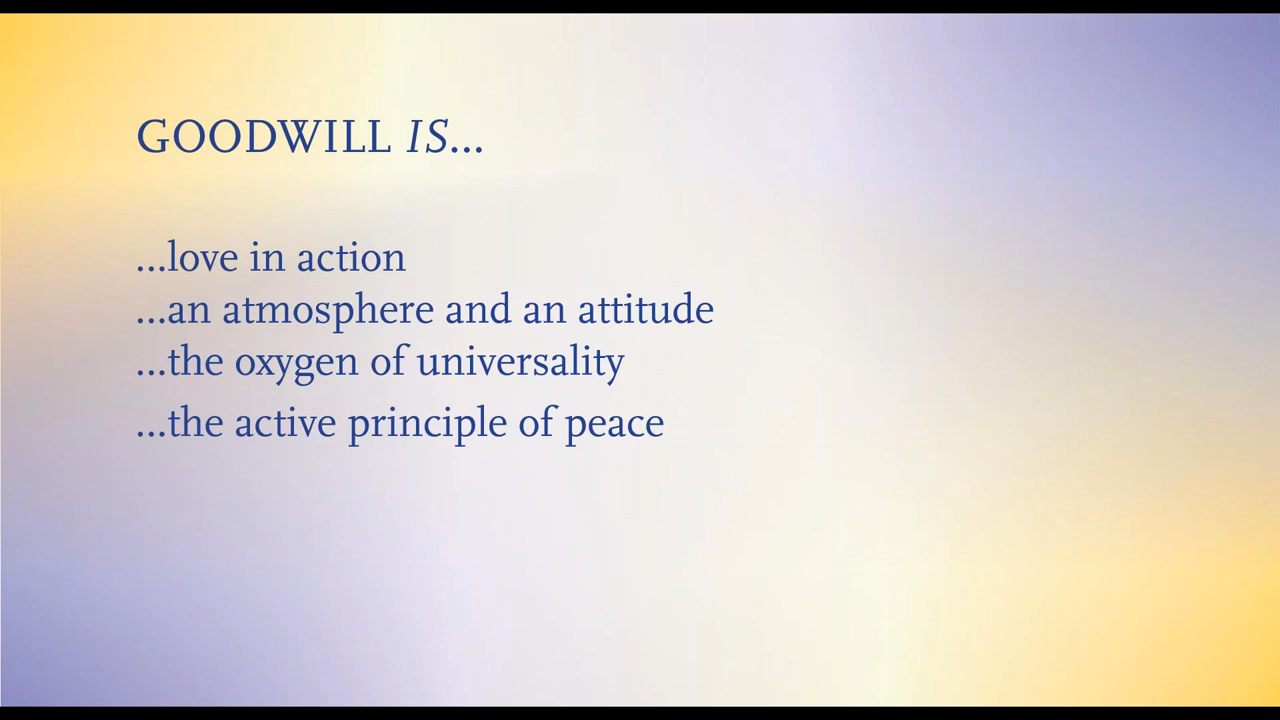 GOODWILL IS...
...love in action
...an atmosphere and an attitude
...the oxygen of universality
...the active principle of peace